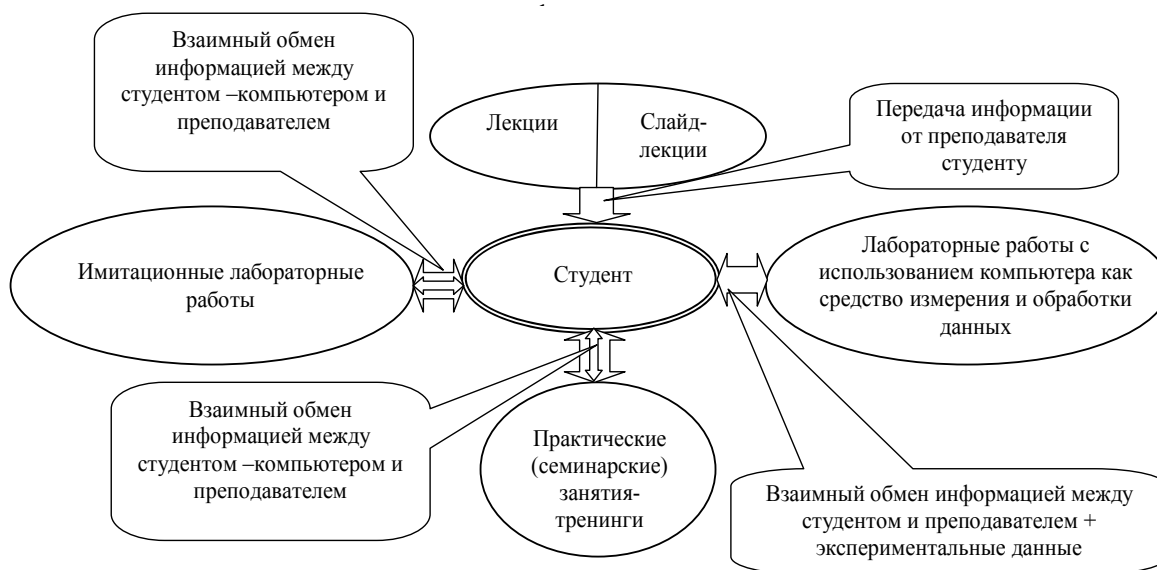 Взаимный обмен
информацией между
студентом –компьютером и
преподавателем
Лекции
Слайд-
лекции
Передача информации
от преподавателя
студенту
Имитационные лабораторные
работы
Студент
Лабораторные работы с
использованием компьютера как
средство измерения и обработки
данных
Взаимный обмен
информацией между
студентом –компьютером и
преподавателем
Практические
(семинарские)
занятия-
тренинги
Взаимный обмен информацией между
студентом и преподавателем +
экспериментальные данные